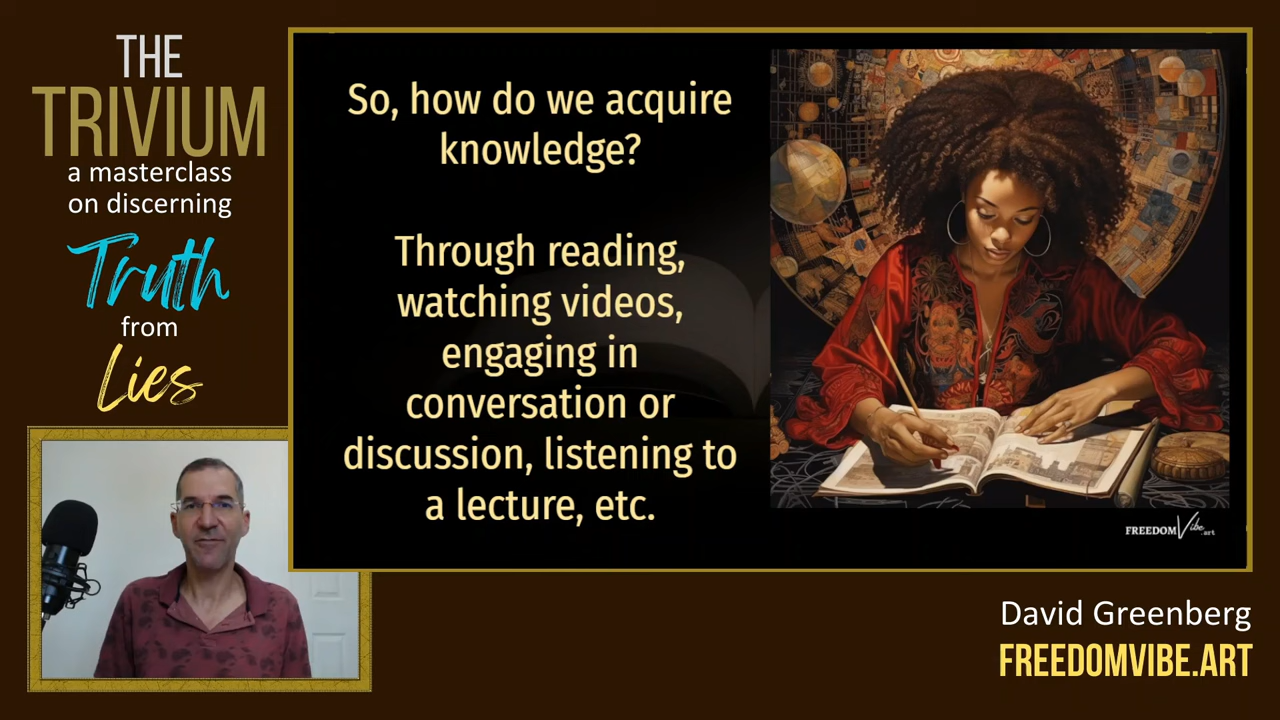 THE
TRIVIUM
a masterclass
on discerning
Truth
from
Lies
So, how do we acquire
knowledge?
Through reading,
watching videos,
engaging in
conversation or
discussion, listening to
a lecture, etc.
FREEDOMVibe.art
David Greenberg
FREEDOMVIBE.ART